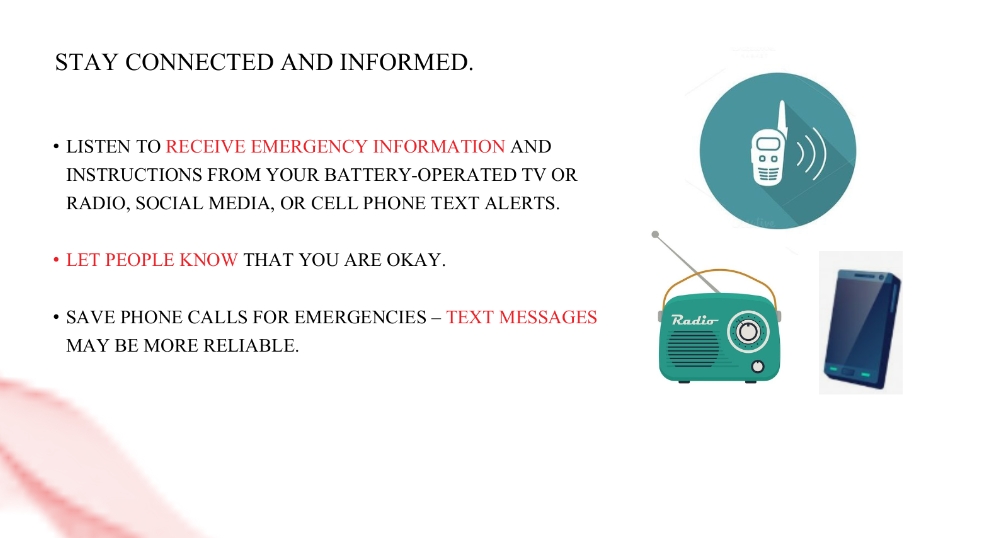 STAY CONNECTED AND INFORMED.
• LISTEN TO RECEIVE EMERGENCY INFORMATION AND
INSTRUCTIONS FROM YOUR BATTERY-OPERATED TV OR
RADIO, SOCIAL MEDIA, OR CELL PHONE TEXT ALERTS.
• LET PEOPLE KNOW THAT YOU ARE OKAY.
• SAVE PHONE CALLS FOR EMERGENCIES – TEXT MESSAGES
MAY BE MORE RELIABLE.
Radio